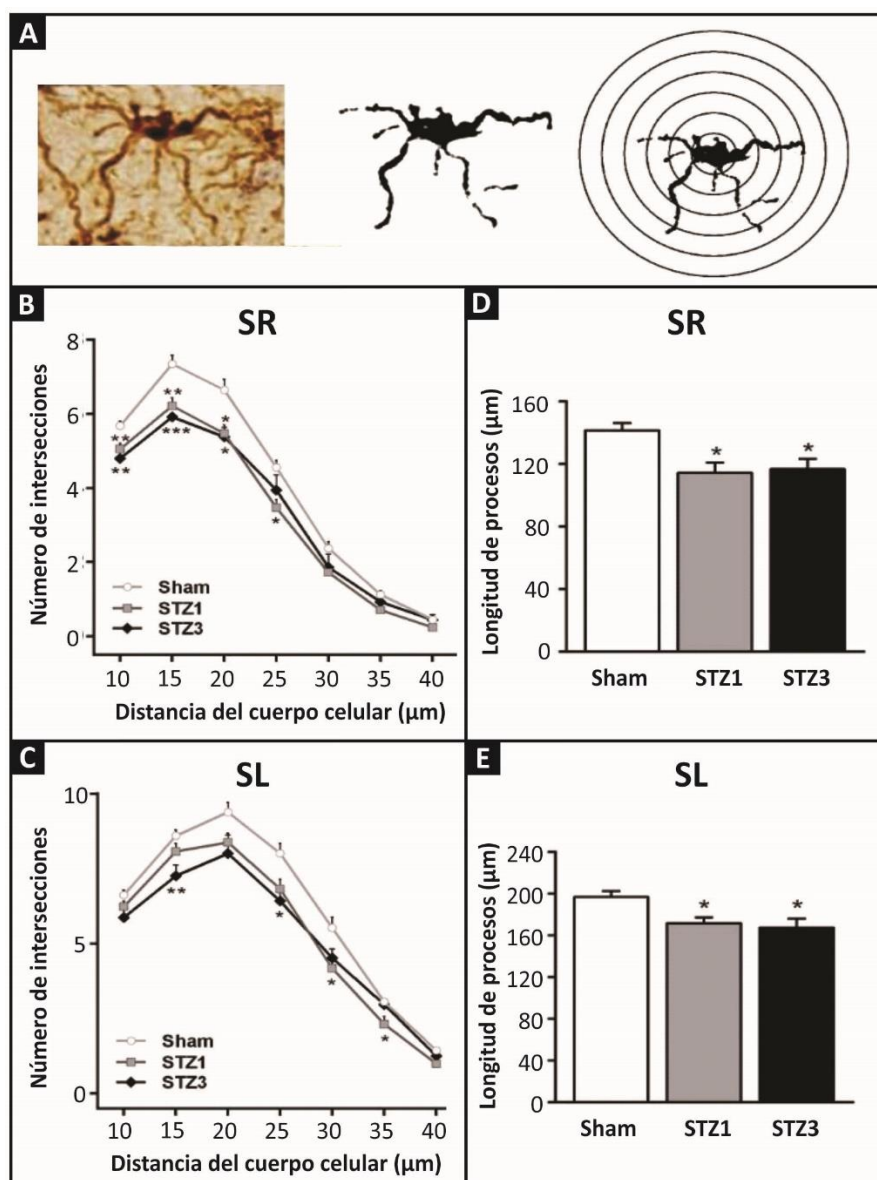 A
B
SR
8
6
4
2
0
Número de intersecciones
**
**
**
***
*
*
*
Sham
STZ1
STZ3
10 15 20 25 30 35 40
Distancia del cuerpo celular (µm)
D
SR
160
120
80
40
0
Longitud de procesos (µm)
* *
Sham STZ1 STZ3
C
SL
10
5
0
Número de intersecciones
**
*
*
*
Sham
STZ1
STZ3
10 15 20 25 30 35 40
Distancia del cuerpo celular (µm)
E
SL
240
200
160
120
80
40
0
Longitud de procesos (µm)
* *
Sham STZ1 STZ3